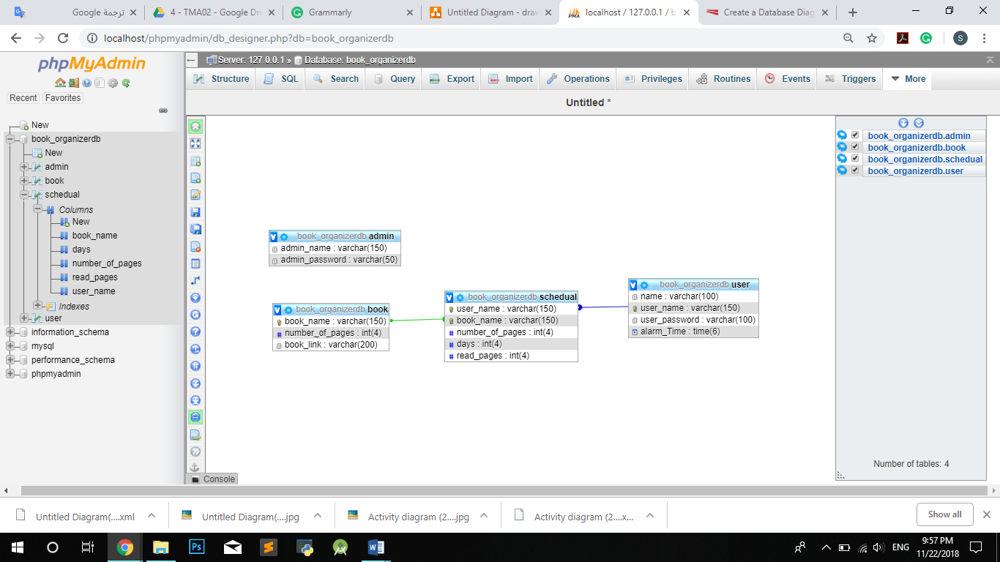 Google ترجمة
4 - TMA02 - Google Dri
Grammarly
Untitled Diagram - draw
localhost / 127.0.0.1 / b
Create a Database Diag
localhost/phpmyadmin/db_designer.php?db=book_organizerdb
S
phpMyAdmin
Recent
Favorites
New
book_organizerdb
New
admin
book
schedual
Columns
New
book_name
days
number_of_pages
read_pages
user_name
Indexes
user
information_schema
mysql
performance_schema
phpmyadmin
Server: 127.0.0.1 » Database: book_organizerdb
Structure
SQL
Search
Query
Export
Import
Operations
Privileges
Routines
Events
Triggers
More
Untitled *
book_organizerdb admin
admin_name : varchar(150)
admin_password : varchar(50)
book_organizerdb book
book_name : varchar(150)
number_of_pages : int(4)
book_link : varchar(200)
book_organizerdb schedual
user_name : varchar(150)
book_name : varchar(150)
number_of_pages : int(4)
days : int(4)
read_pages : int(4)
book_organizerdb user
name : varchar(100)
user_name : varchar(150)
user_password : varchar(100)
alarm_Time : time(6)
book_organizerdb.admin
book_organizerdb.book
book_organizerdb.schedual
book_organizerdb.user
Number of tables: 4
Console
Untitled Diagram(....xml
Untitled Diagram(....jpg
Activity diagram (2....jpg
Activity diagram (2....x...
Show all
Ps
ENG
9:57 PM
11/22/2018